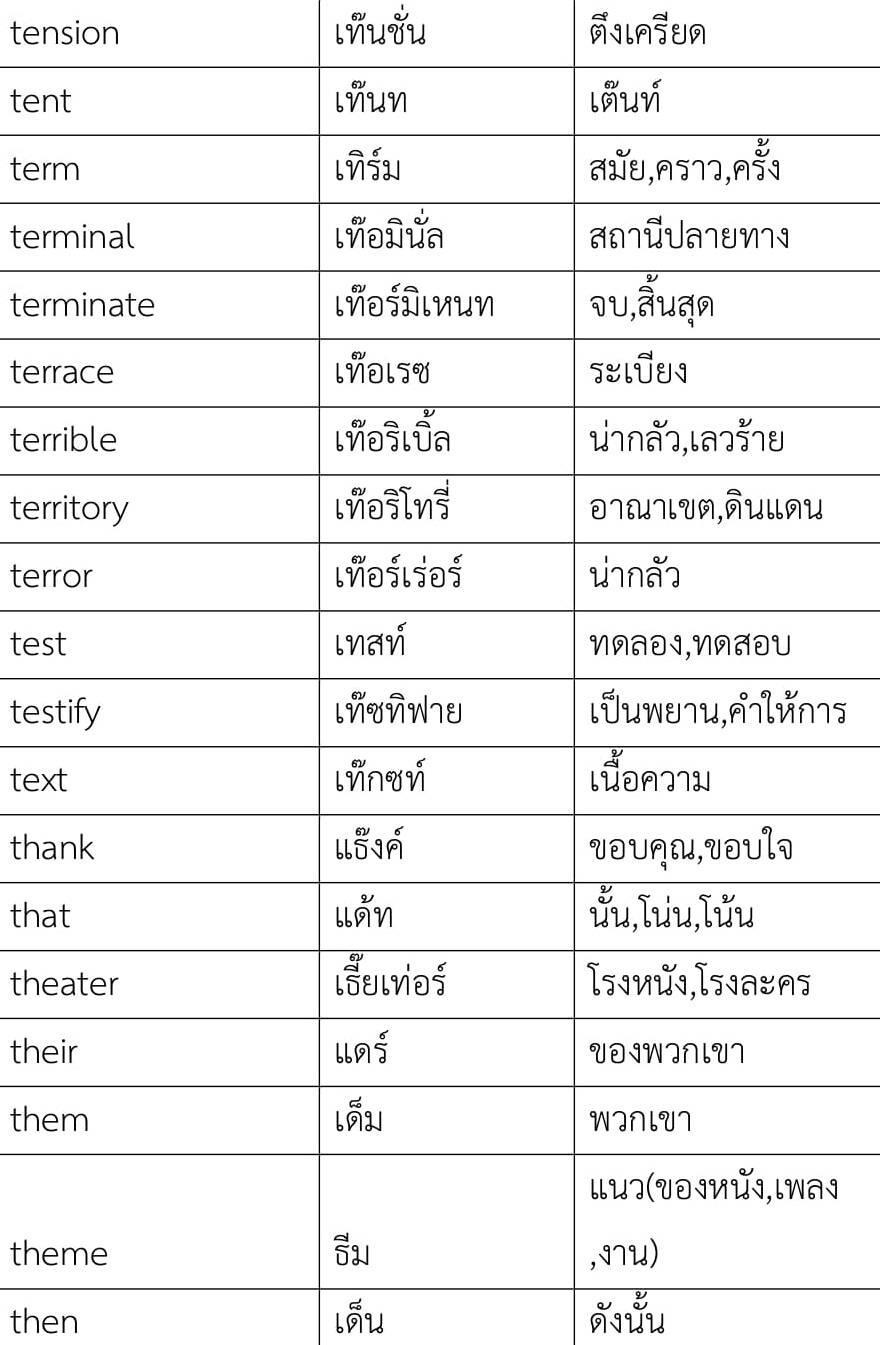 tension เท๊นชั่น ตึงเครียด
tent เท๊นท เต๊นท์
term เทิร์ม สมัย,คราว,ครั้ง
terminal เท๊อมินั่ล สถานีปลายทาง
terminate เท๊อร์มิเหนท จบ,สิ้นสุด
terrace เท๊อเรซ ระเบียง
terrible เท๊อริเบิ้ล น่ากลัว,เลวร้าย
territory เท๊อริโทรี่ อาณาเขต,ดินแดน
terror เท๊อร์เร่อร์ น่ากลัว
test เทสท์ ทดลอง,ทดสอบ
testify เท๊ซทิฟาย เป็นพยาน,คำให้การ
text เท๊กซท์ เนื้อความ
thank แธ๊งค์ ขอบคุณ,ขอบใจ
that แด้ท นั้น,โน่น,โน้น
theater เธี๊ยเท่อร์ โรงหนัง,โรงละคร
their แดร์ ของพวกเขา
them เด็ม พวกเขา
แนว(ของหนัง,เพลง
theme ธีม ,งาน)
then เด็น ดังนั้น